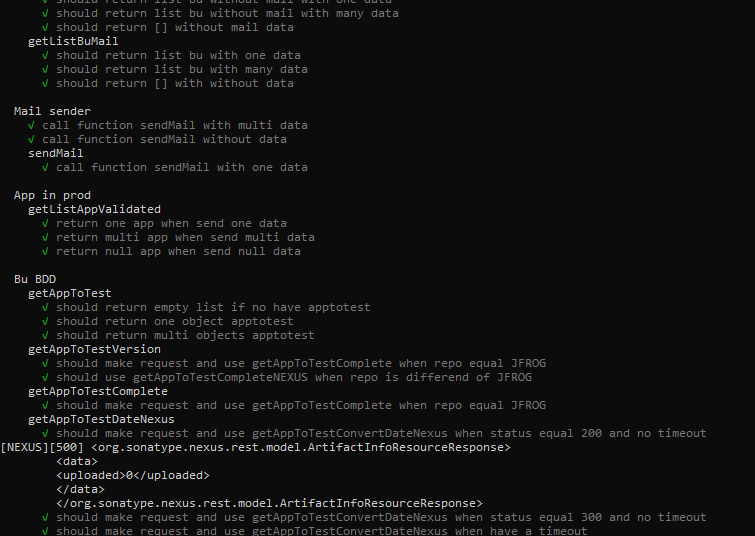 ✓ should return list bu without mail with one data
✓ should return list bu without mail with many data
✓ should return [] without mail data
getListBuMail
✓ should return list bu with one data
✓ should return list bu with many data
✓ should return [] with without data
Mail sender
✓ call function sendMail with multi data
✓ call function sendMail without data
sendMail
✓ call function sendMail with one data
App in prod
getListAppValidated
✓ return one app when send one data
✓ return multi app when send multi data
✓ return null app when send null data
Bu BDD
getAppToTest
✓ should return empty list if no have apptotest
✓ should return one object apptotest
✓ should return multi objects apptotest
getAppToTestVersion
✓ should make request and use getAppToTestComplete when repo equal JFROG
✓ should use getAppToTestCompleteNEXUS when repo is differend of JFROG
getAppToTestComplete
✓ should make request and use getAppToTestComplete when repo equal JFROG
getAppToTestDateNexus
✓ should make request and use getAppToTestConvertDateNexus when status equal 200 and no timeout
[NEXUS][500] <org.sonatype.nexus.rest.model.ArtifactInfoResourceResponse>
<data>
<uploaded>0</uploaded>
</data>
</org.sonatype.nexus.rest.model.ArtifactInfoResourceResponse>
✓ should make request and use getAppToTestConvertDateNexus when status equal 300 and no timeout
✓ should make request and use getAppToTestConvertDateNexus when have a timeout